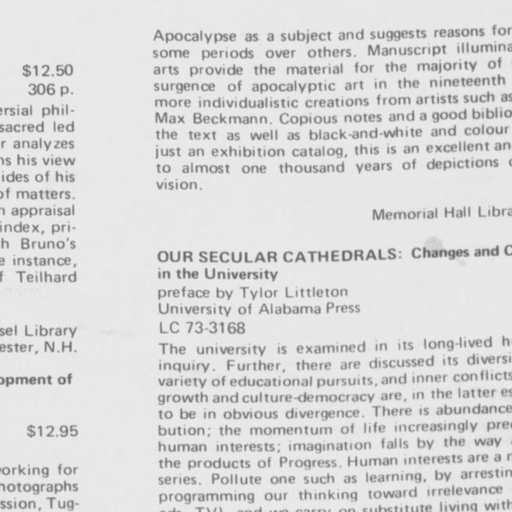 $12.50
306 p.
ersial phil-
sacred led
r analyzes
his view
ides of his
of matters.
appraisal
index, pri-
h Bruno's
e instance,
f Teilhard
sel Library
ester, N.H.
opment of
$12.95
orking for
hotographs
ssion, Tug-
Apocalypse as a subject and suggests reasons for
some periods over others. Manuscript illumina
arts provide the material for the majority of
surgence of apocalyptic art in the nineteenth
more individualistic creations from artists such as
Max Beckmann. Copious notes and a good biblio
the text as well as black-and-white and colour
just an exhibition catalog, this is an excellent an
to almost one thousand years of depictions
vision.
Memorial Hall Libra
OUR SECULAR CATHEDRALS: Changes and C
in the University
preface by Tylor Littleton
University of Alabama Press
LC 73-3168
The university is examined in its long-lived h
inquiry. Further, there are discussed its diversi
variety of educational pursuits, and inner conflicts
growth and culture-democracy are, in the latter es
to be in obvious divergence. There is abundance
bution; the momentum of life increasingly pre
human interests; imagination falls by the way
the products of Progress. Human interests are a
series. Pollute one such as learning, by arrestin
programming our thinking toward irrelevance
TV), and we carry on substitute living with